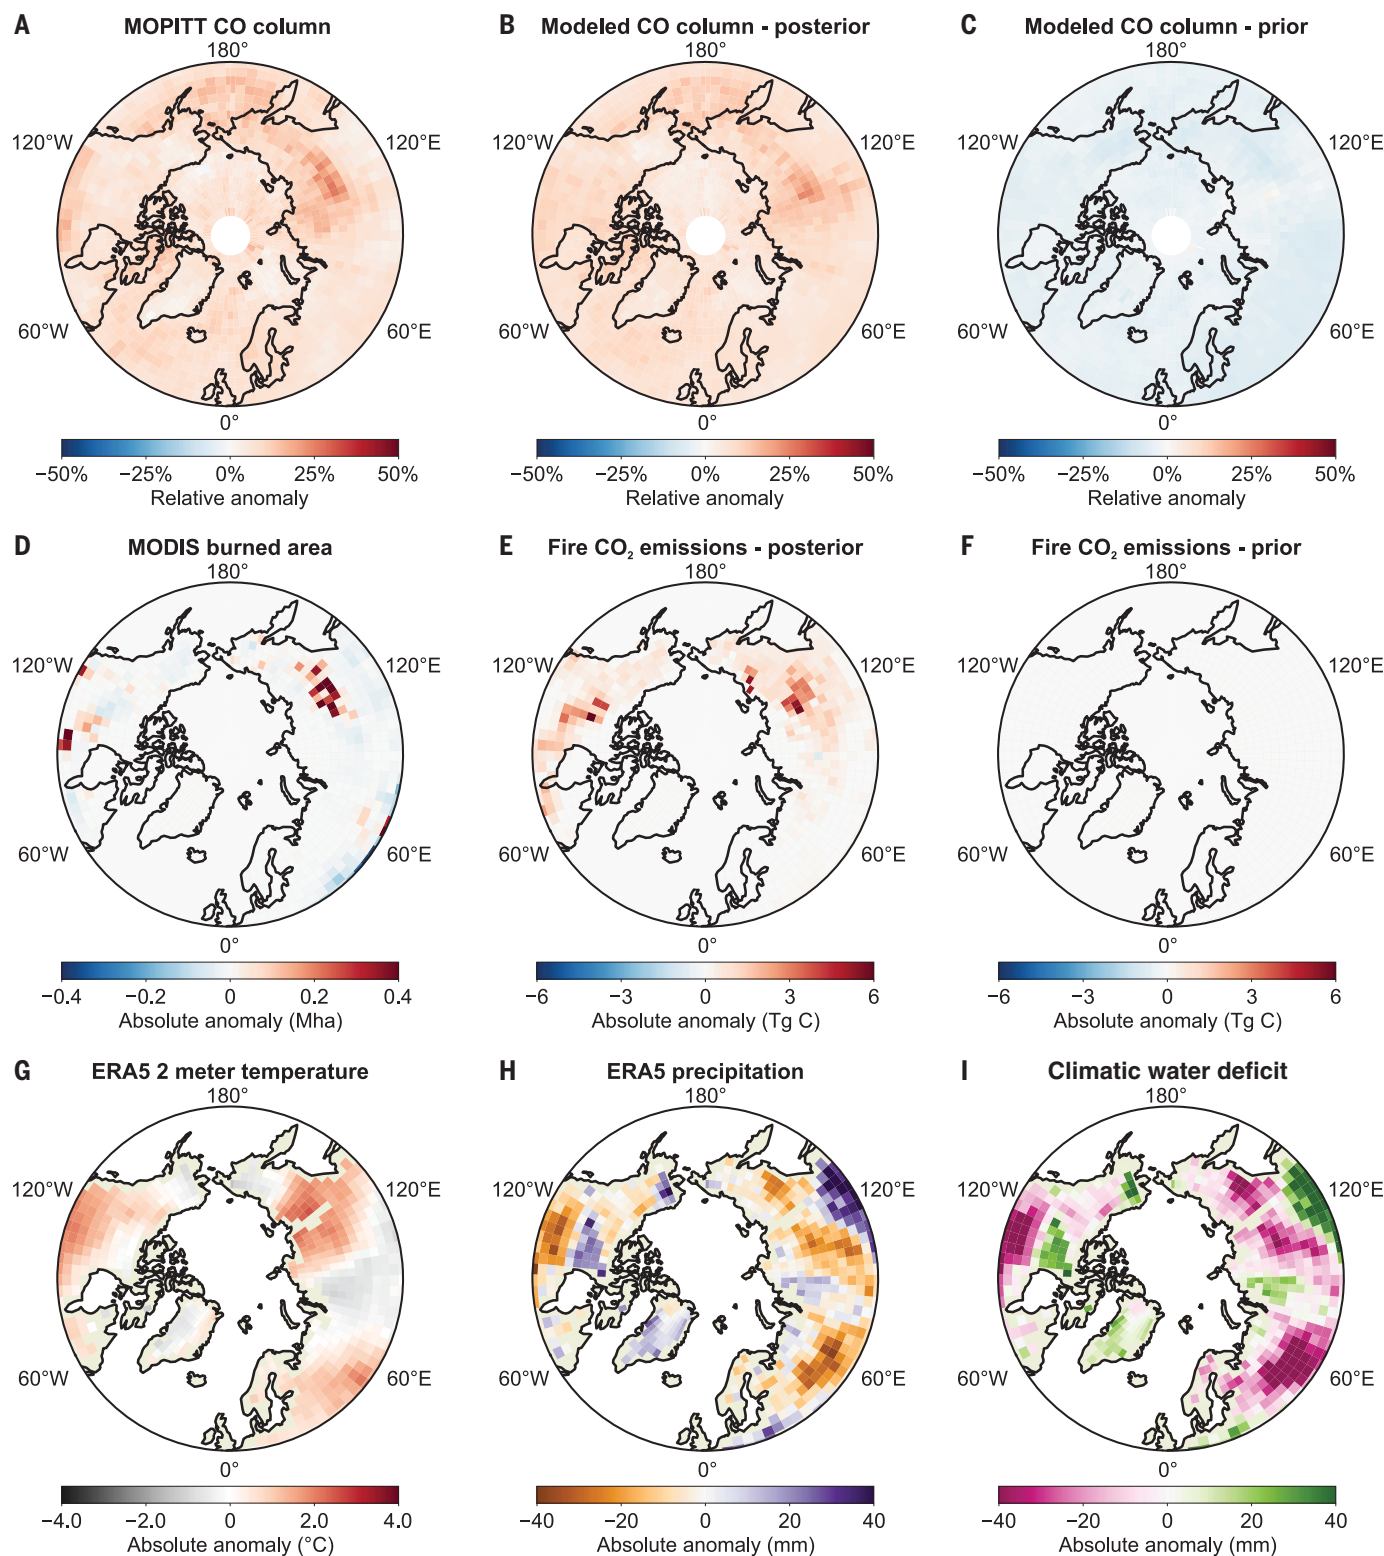 A MOPITT CO column
B Modeled CO column - posterior
C Modeled CO column - prior
180° 180° 180°
120°W 120°E 120°W 120°E 120°W 120°E
60°W 60°E 60°W 60°E 60°W 60°E
0° 0° 0°
−50% −25% 0% 25% 50%
Relative anomaly
−50% −25% 0% 25% 50%
Relative anomaly
−50% −25% 0% 25% 50%
Relative anomaly
D MODIS burned area
E Fire CO₂ emissions - posterior
F Fire CO₂ emissions - prior
180° 180° 180°
120°W 120°E 120°W 120°E 120°W 120°E
60°W 60°E 60°W 60°E 60°W 60°E
0° 0° 0°
−0.4 −0.2 0 0.2 0.4
Absolute anomaly (Mha)
−6 −3 0 3 6
Absolute anomaly (Tg C)
−6 −3 0 3 6
Absolute anomaly (Tg C)
G ERA5 2 meter temperature
H ERA5 precipitation
I Climatic water deficit
180° 180° 180°
120°W 120°E 120°W 120°E 120°W 120°E
60°W 60°E 60°W 60°E 60°W 60°E
0° 0° 0°
−4.0 −2.0 0 2.0 4.0
Absolute anomaly (°C)
−40 −20 0 20 40
Absolute anomaly (mm)
−40 −20 0 20 40
Absolute anomaly (mm)